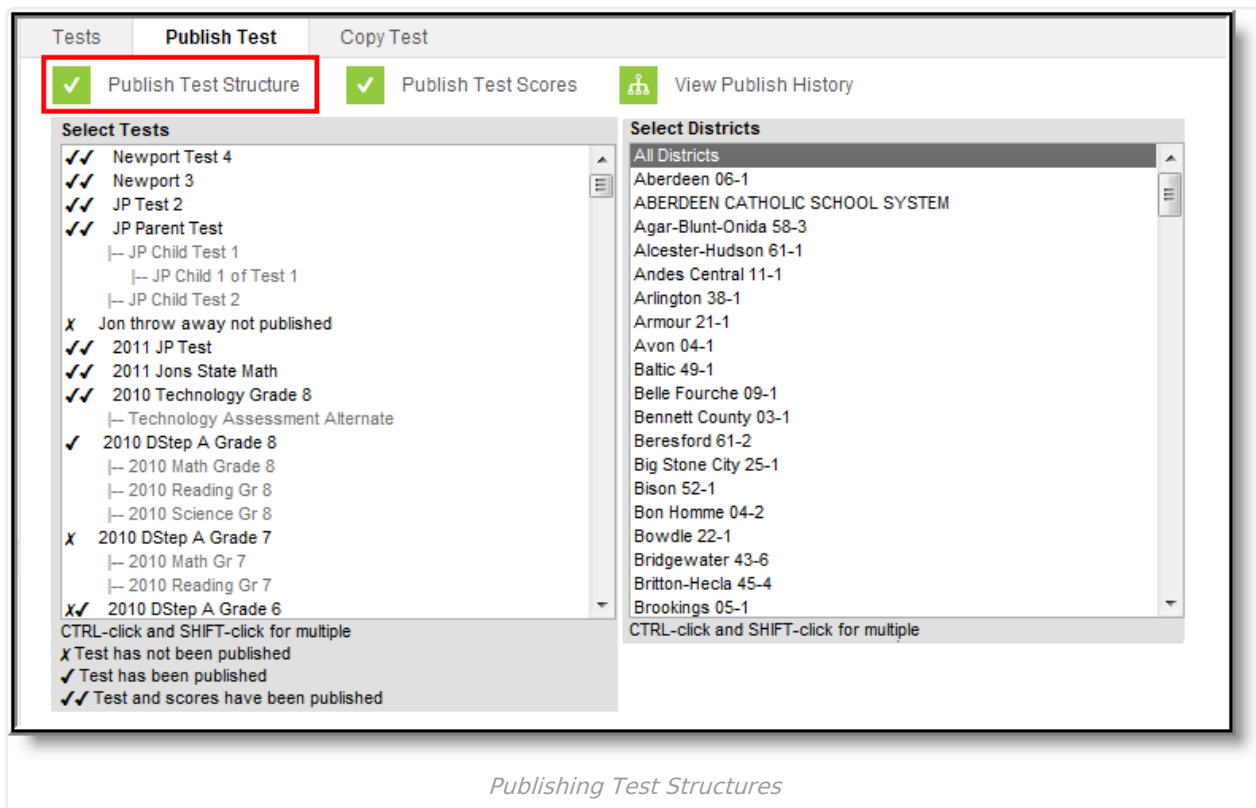 Tests Publish Test Copy Test
Publish Test Structure Publish Test Scores View Publish History
Select Tests
✓✓ Newport Test 4
✓✓ Newport 3
✓✓ JP Test 2
✓✓ JP Parent Test
|-- JP Child Test 1
|-- JP Child 1 of Test 1
|-- JP Child Test 2
✗ Jon throw away not published
✓✓ 2011 JP Test
✓✓ 2011 Jons State Math
✓✓ 2010 Technology Grade 8
|-- Technology Assessment Alternate
✓ 2010 DStep A Grade 8
|-- 2010 Math Grade 8
|-- 2010 Reading Gr 8
|-- 2010 Science Gr 8
✗ 2010 DStep A Grade 7
|-- 2010 Math Gr 7
|-- 2010 Reading Gr 7
✗✓ 2010 DStep A Grade 6
CTRL-click and SHIFT-click for multiple
✗ Test has not been published
✓ Test has been published
✓✓ Test and scores have been published
Select Districts
All Districts
Aberdeen 06-1
ABERDEEN CATHOLIC SCHOOL SYSTEM
Agar-Blunt-Onida 58-3
Alcester-Hudson 61-1
Andes Central 11-1
Arlington 38-1
Armour 21-1
Avon 04-1
Baltic 49-1
Belle Fourche 09-1
Bennett County 03-1
Beresford 61-2
Big Stone City 25-1
Bison 52-1
Bon Homme 04-2
Bowdle 22-1
Bridgewater 43-6
Britton-Hecla 45-4
Brookings 05-1
CTRL-click and SHIFT-click for multiple
Publishing Test Structures